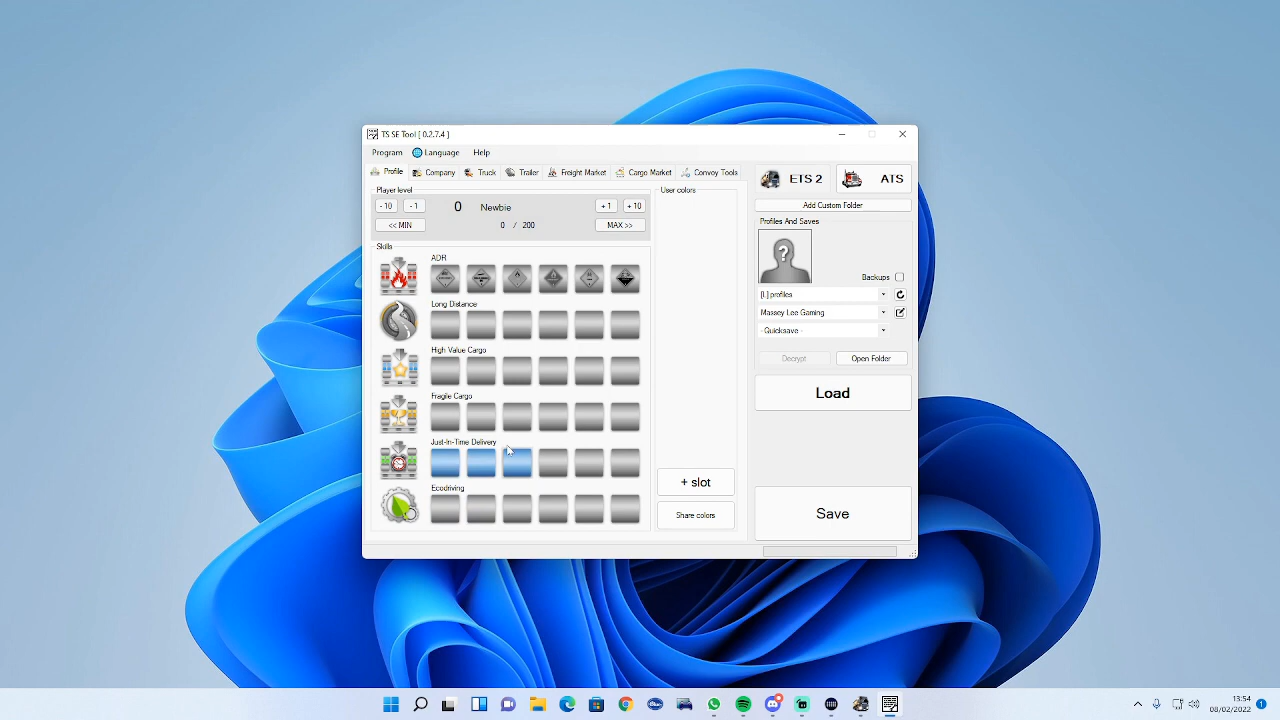 TS SE Tool [ 0.2.7.4 ]
Program Language Help
Profile Company Truck Trailer Freight Market Cargo Market Convoy Tools
ETS 2 ATS
Player level
User colors
- 10 - 1 0 Newbie + 1 + 10
<< MIN 0 / 200 MAX >>
Add Custom Folder
Profiles And Saves
Skills
ADR
Long Distance
High Value Cargo
Fragile Cargo
Just-In-Time Delivery
Ecodriving
?
Backups
[L] profiles
Massey Lee Gaming
- Quicksave -
Decrypt Open Folder
Load
+ slot
Share colors
Save
13:54
08/02/2022